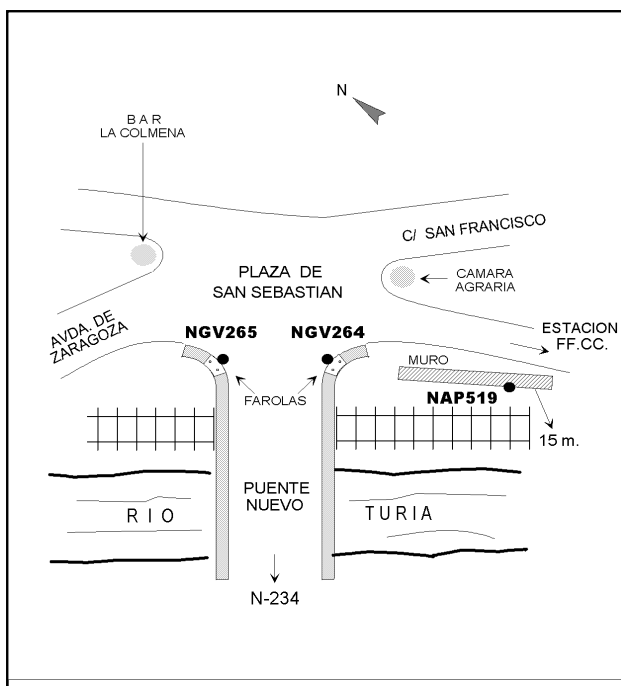 N
BAR
LA COLMENA
C/ SAN FRANCISCO
PLAZA DE
SAN SEBASTIAN
CAMARA
AGRARIA
AVDA. DE
ZARAGOZA
NGV265
NGV264
ESTACION
FF.CC.
MURO
FAROLAS
NAP519
15 m.
PUENTE
NUEVO
RIO
TURIA
N-234